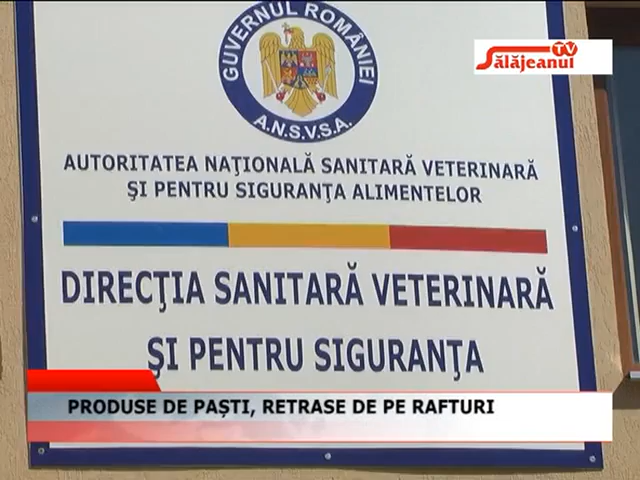 GUVERNUL ROMÂNIEI
A.N.S.V.S.A.
Sălăjeanul TV
AUTORITATEA NAŢIONALĂ SANITARĂ VETERINARĂ
ŞI PENTRU SIGURANŢA ALIMENTELOR
DIRECŢIA SANITARĂ VETERINARĂ
ŞI PENTRU SIGURANŢA
PRODUSE DE PAŞTI, RETRASE DE PE RAFTURI